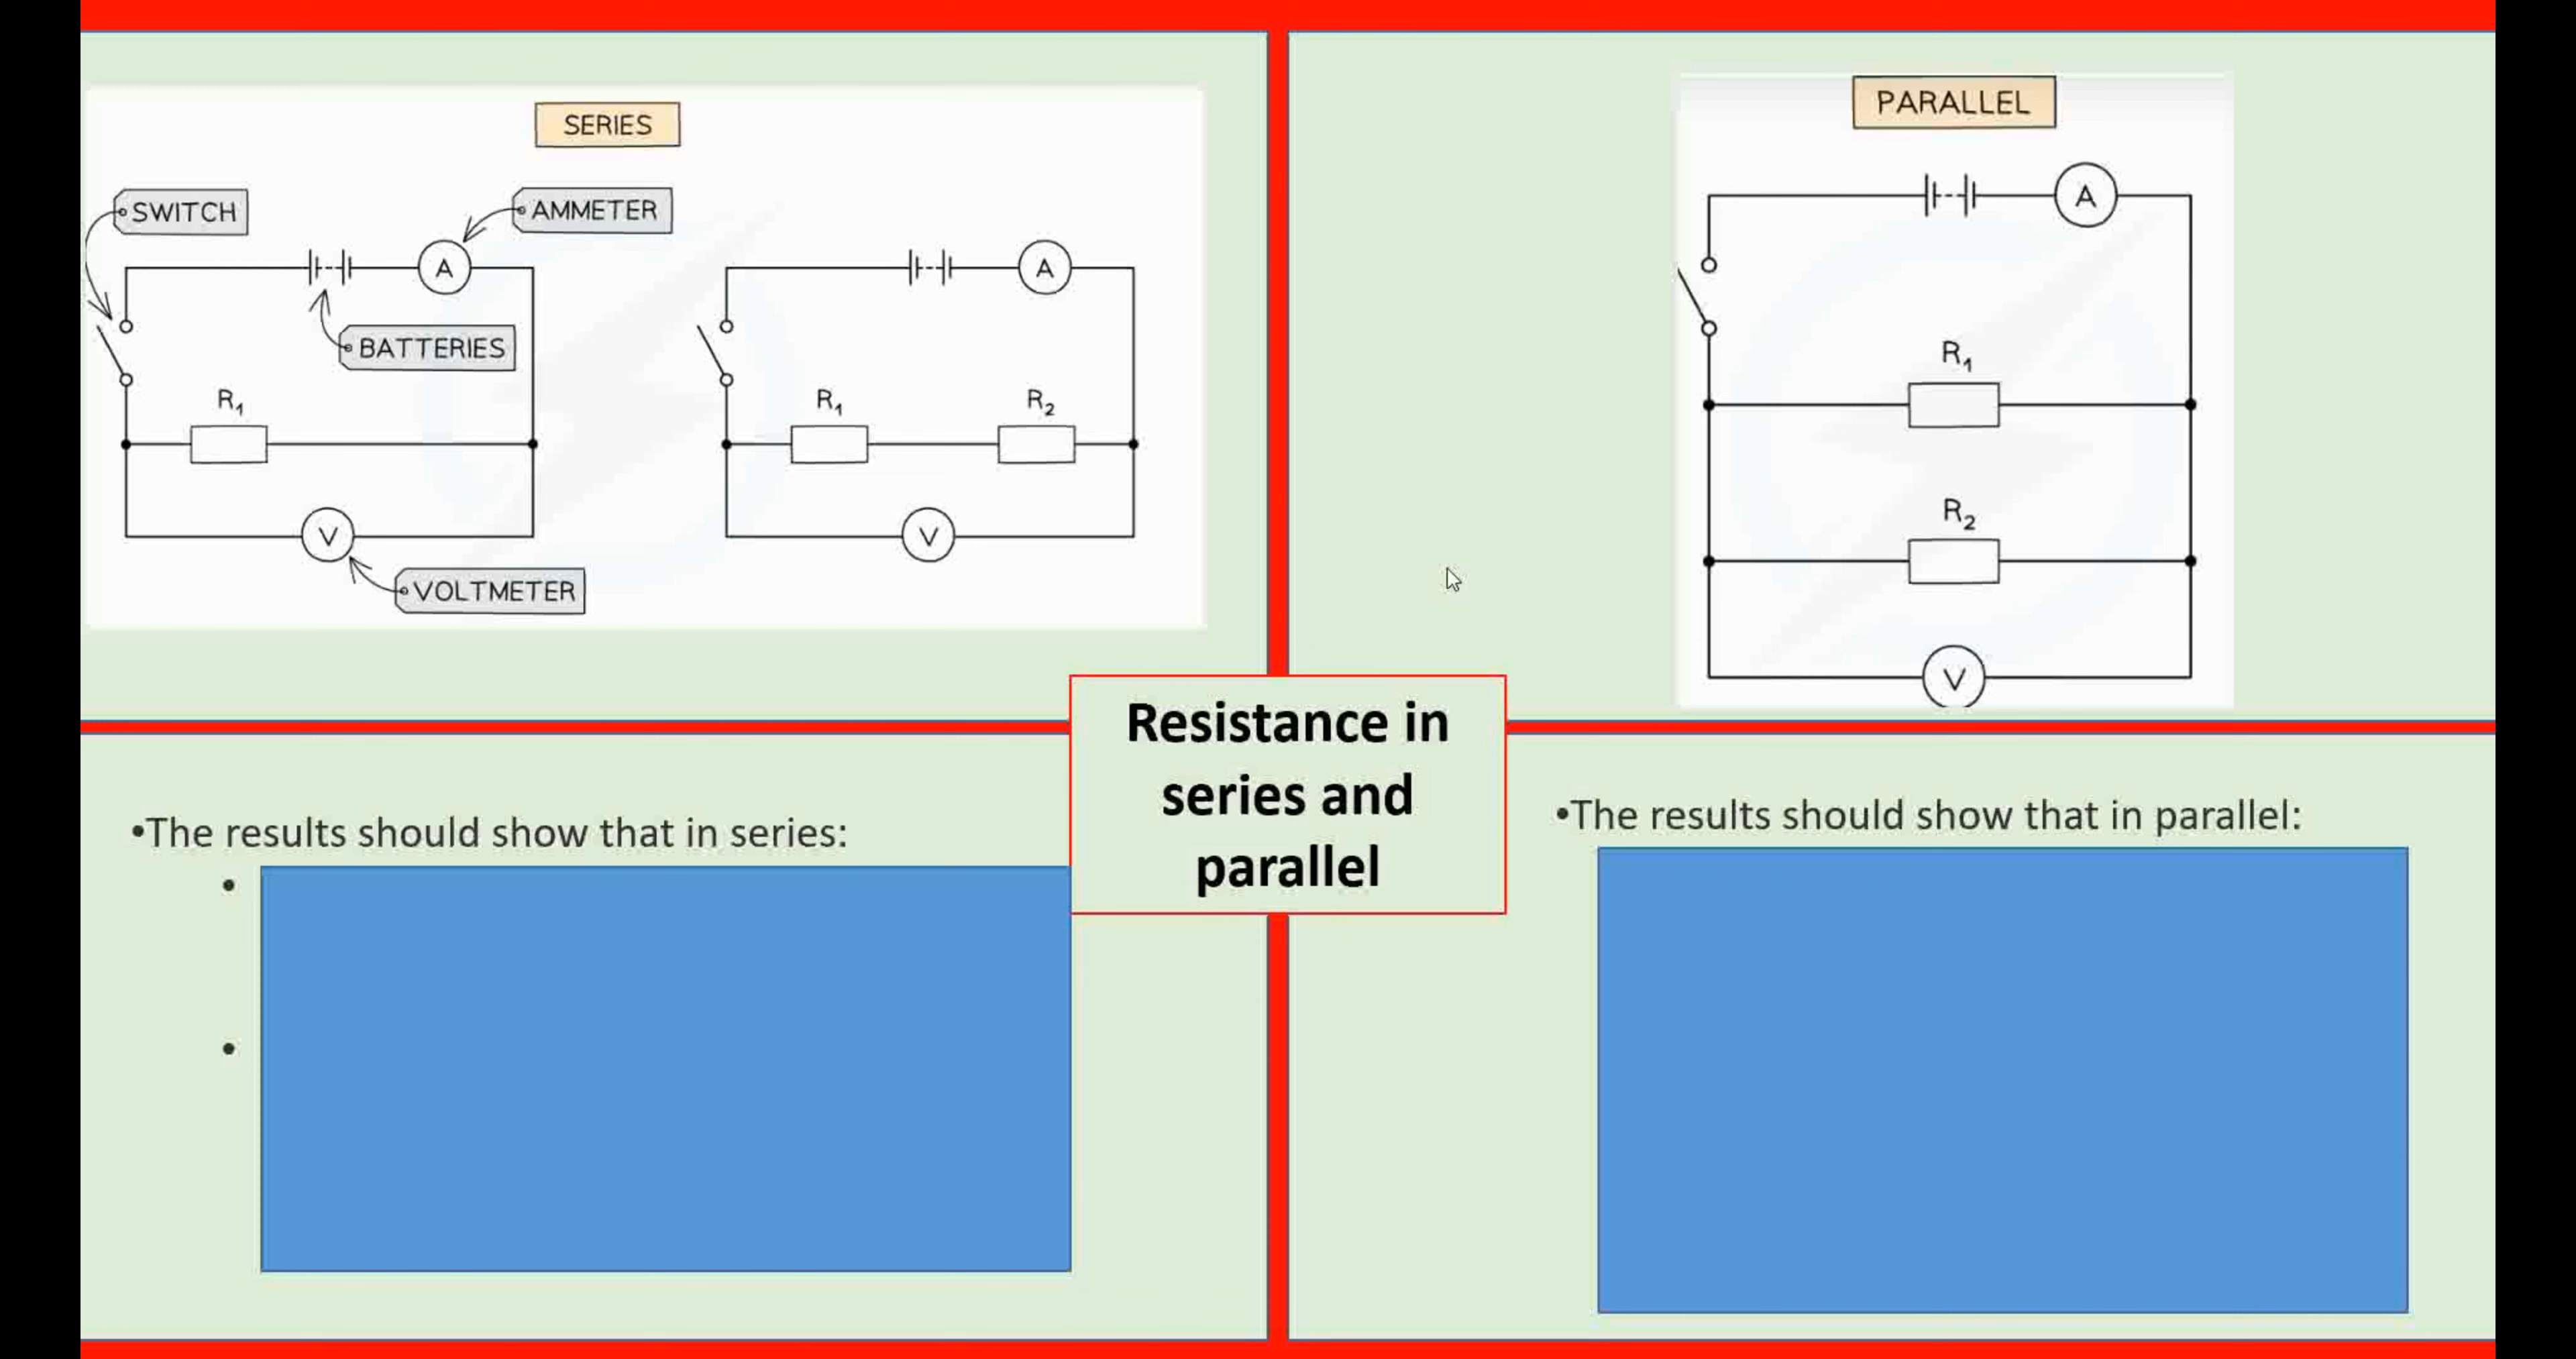 SERIES
SWITCH
AMMETER
A
A
BATTERIES
R₁
R₁
R₂
V
V
VOLTMETER
PARALLEL
A
R₁
R₂
V
Resistance in
series and
parallel
•The results should show that in series:
•
•
•The results should show that in parallel: